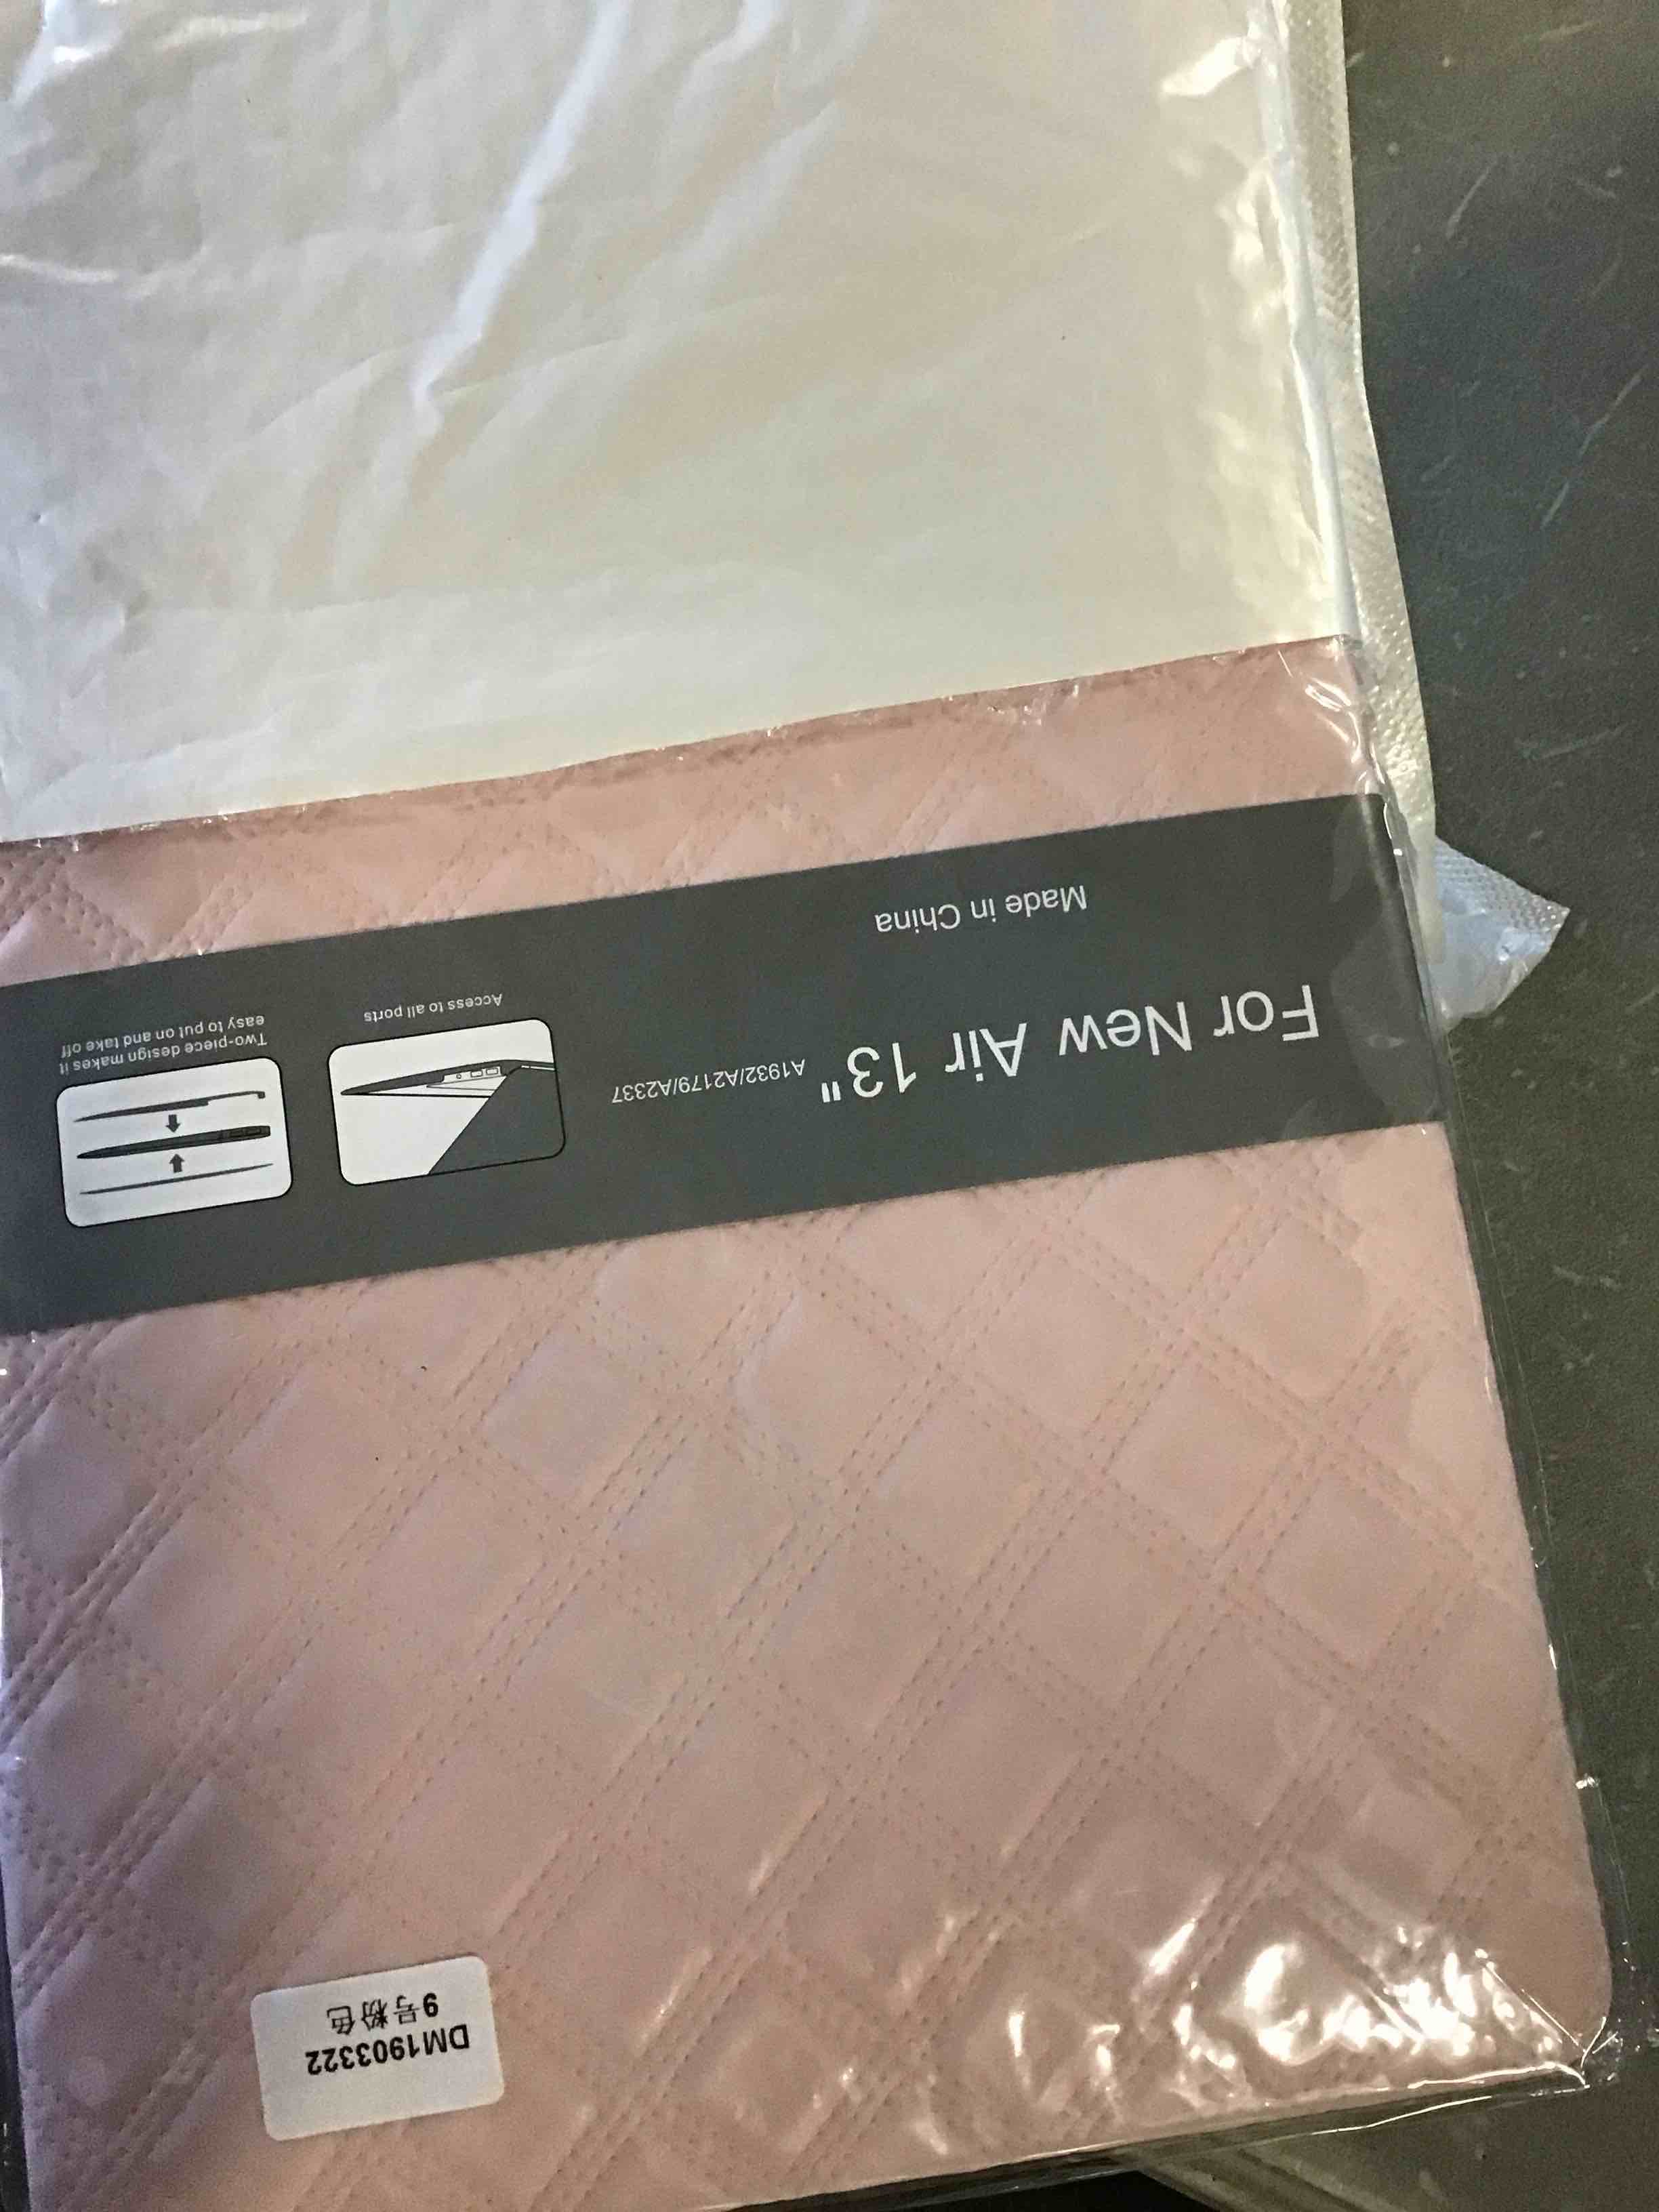 DM1903322
9号粉色
For New Air 13"
A1932/A2179/A2337
Made in China
Access to all ports
Two-piece design makes it
easy to put on and take off